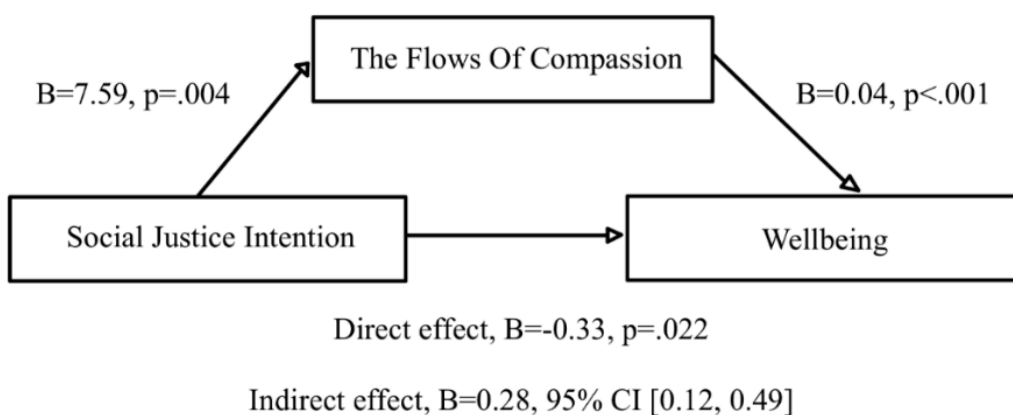 The Flows Of Compassion
B=7.59, p=.004
B=0.04, p<.001
Social Justice Intention
Wellbeing
Direct effect, B=-0.33, p=.022
Indirect effect, B=0.28, 95% CI [0.12, 0.49]